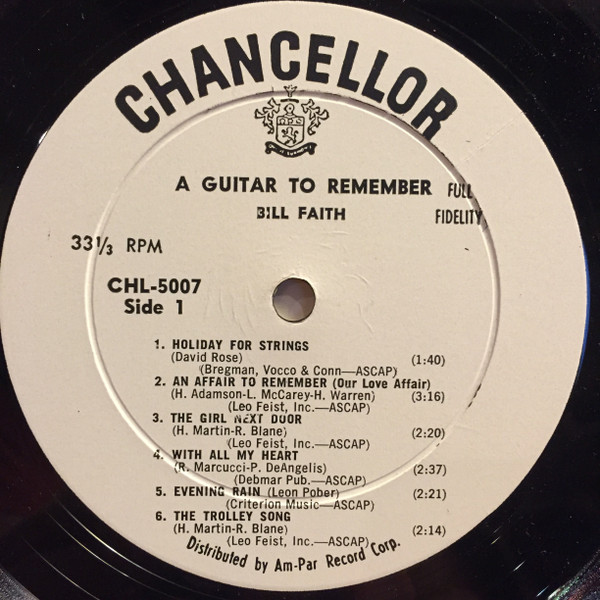 CHANCELLOR
A GUITAR TO REMEMBER FULL
BILL FAITH FIDELITY
33⅓ RPM
CHL-5007
Side 1
1. HOLIDAY FOR STRINGS
(David Rose) (1:40)
(Bregman, Vocco & Conn—ASCAP)
2. AN AFFAIR TO REMEMBER (Our Love Affair)
(H. Adamson-L. McCarey-H. Warren) (3:16)
(Leo Feist, Inc.—ASCAP)
3. THE GIRL NEXT DOOR
(H. Martin-R. Blane) (2:20)
(Leo Feist, Inc.—ASCAP)
4. WITH ALL MY HEART
(R. Marcucci-P. DeAngelis) (2:37)
(Debmar Pub.—ASCAP)
5. EVENING RAIN (Leon Pober) (2:21)
(Criterion Music—ASCAP)
6. THE TROLLEY SONG
(H. Martin-R. Blane) (2:14)
(Leo Feist, Inc.—ASCAP)
Distributed by Am-Par Record Corp.